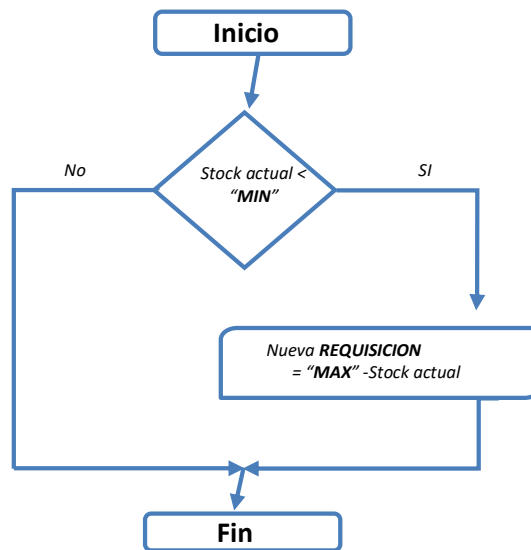 Inicio
No
Stock actual <
“MIN”
SI
Nueva REQUISICION
= “MAX” -Stock actual
Fin